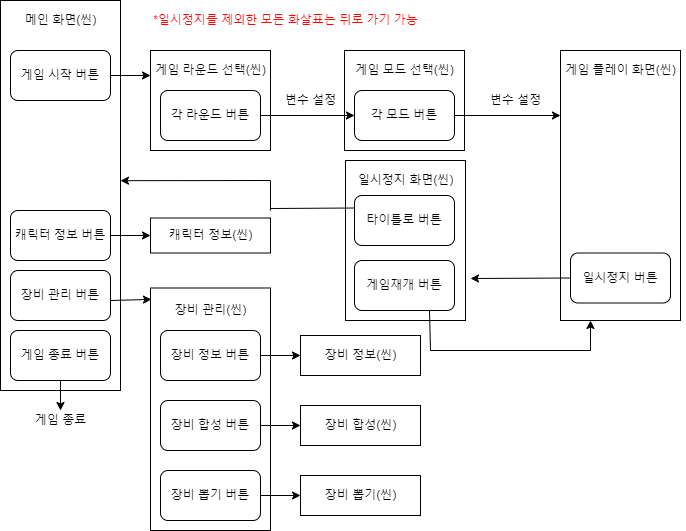 메인 화면(씬)
*일시정지를 제외한 모든 화살표는 뒤로 가기 가능
게임 시작 버튼
게임 라운드 선택(씬)
각 라운드 버튼
변수 설정
게임 모드 선택(씬)
각 모드 버튼
변수 설정
게임 플레이 화면(씬)
일시정지 화면(씬)
타이틀로 버튼
게임재개 버튼
일시정지 버튼
캐릭터 정보 버튼
캐릭터 정보(씬)
장비 관리 버튼
게임 종료 버튼
게임 종료
장비 관리(씬)
장비 정보 버튼
장비 정보(씬)
장비 합성 버튼
장비 합성(씬)
장비 뽑기 버튼
장비 뽑기(씬)